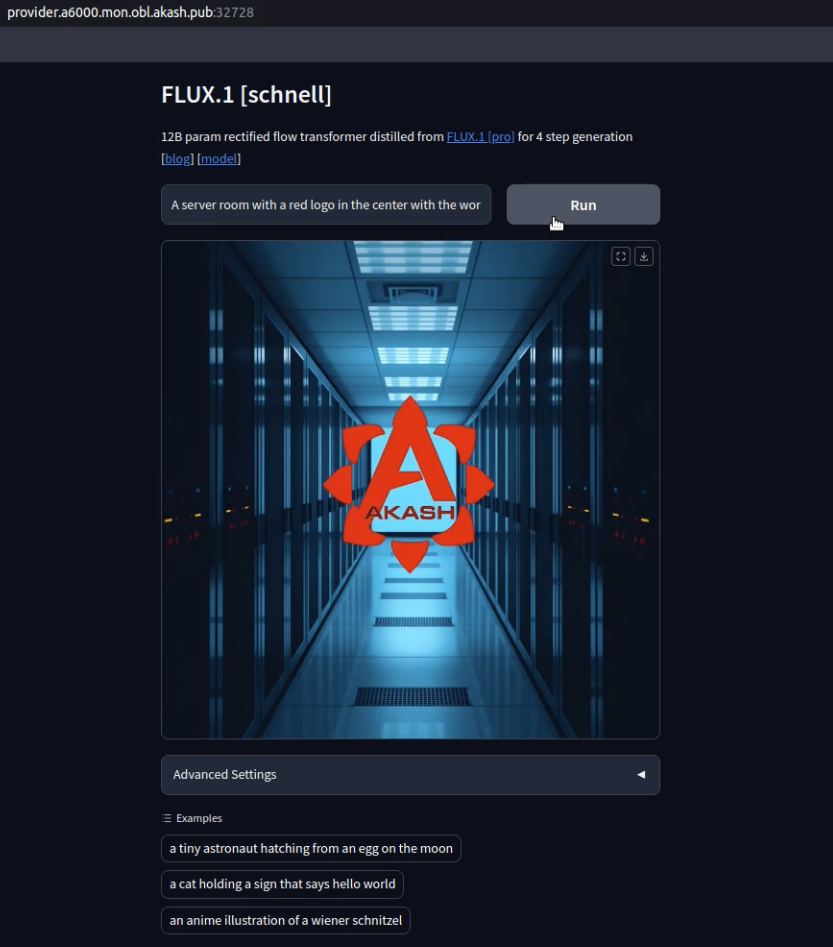 provider.a6000.mon.obl.akash.pub:32728
FLUX.1 [schnell]
12B param rectified flow transformer distilled from FLUX.1 [pro] for 4 step generation
[blog] [model]
A server room with a red logo in the center with the wor
Run
A
AKASH
Advanced Settings
Examples
a tiny astronaut hatching from an egg on the moon
a cat holding a sign that says hello world
an anime illustration of a wiener schnitzel